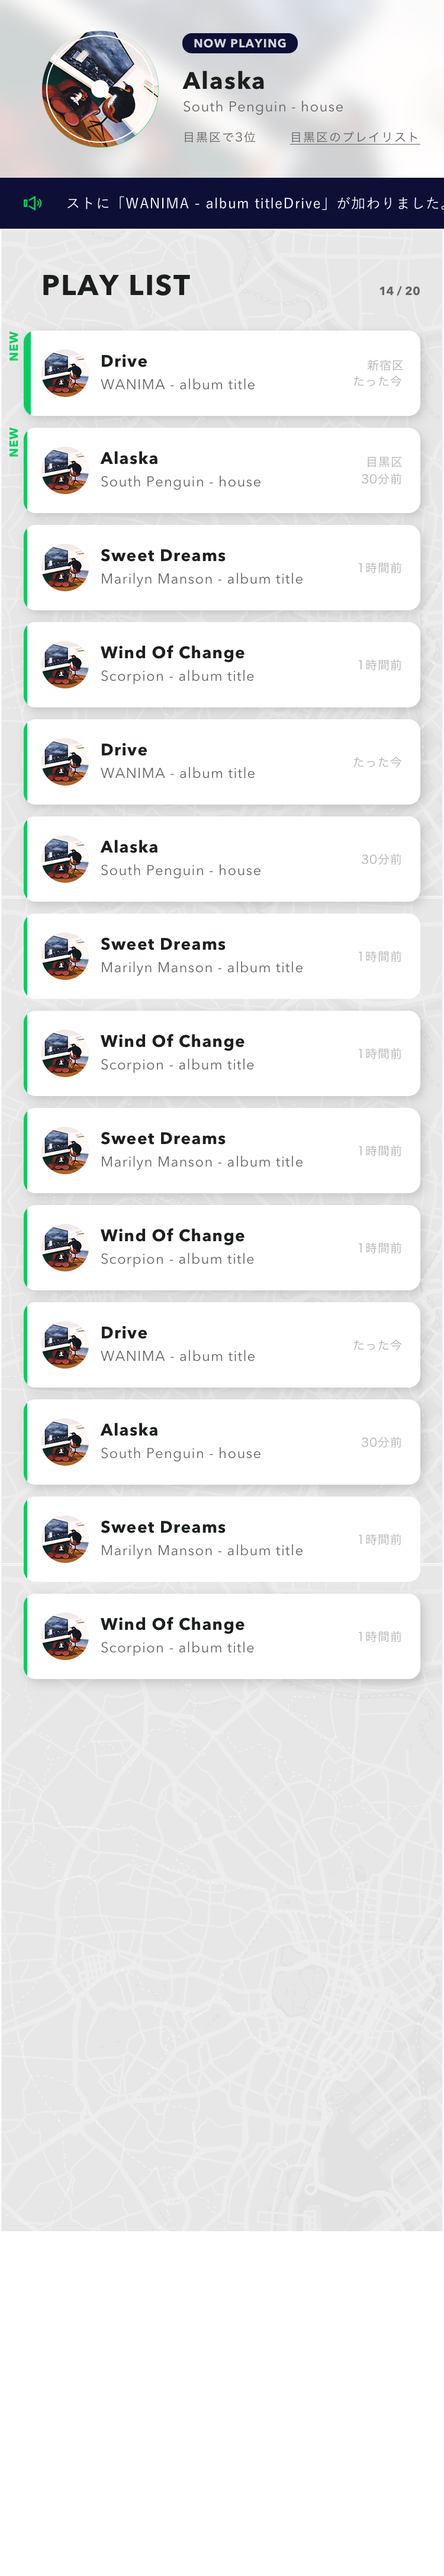 NOW PLAYING
Alaska
South Penguin - house
目黒区で3位 目黒区のプレイリスト
ストに「WANIMA - album titleDrive」が加わりました。
PLAY LIST
14 / 20
NEW
Drive
WANIMA - album title
新宿区
たった今
NEW
Alaska
South Penguin - house
目黒区
30分前
Sweet Dreams
Marilyn Manson - album title
1時間前
Wind Of Change
Scorpion - album title
1時間前
Drive
WANIMA - album title
たった今
Alaska
South Penguin - house
30分前
Sweet Dreams
Marilyn Manson - album title
1時間前
Wind Of Change
Scorpion - album title
1時間前
Sweet Dreams
Marilyn Manson - album title
1時間前
Wind Of Change
Scorpion - album title
1時間前
Drive
WANIMA - album title
たった今
Alaska
South Penguin - house
30分前
Sweet Dreams
Marilyn Manson - album title
1時間前
Wind Of Change
Scorpion - album title
1時間前